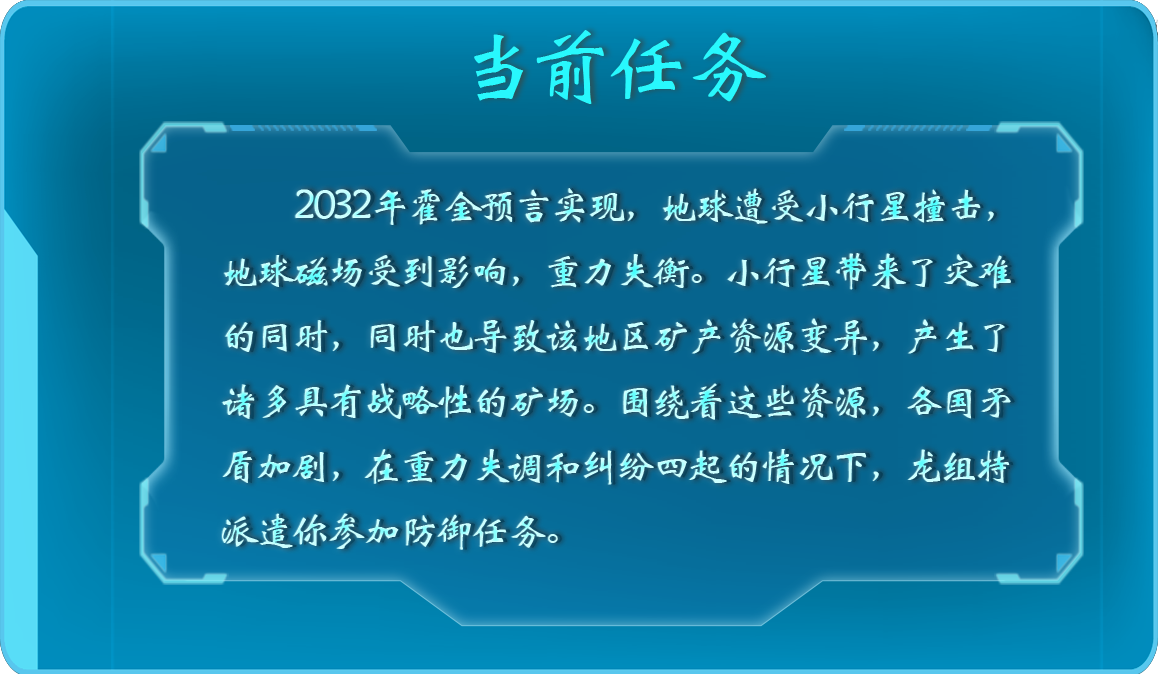 当前任务
2032年霍金预言实现，地球遭受小行星撞击，
地球磁场受到影响，重力失衡。小行星带来了灾难
的同时，同时也导致该地区矿产资源变异，产生了
诸多具有战略性的矿场。围绕着这些资源，各国矛
盾加剧，在重力失调和纠纷四起的情况下，龙组特
派遣你参加防御任务。